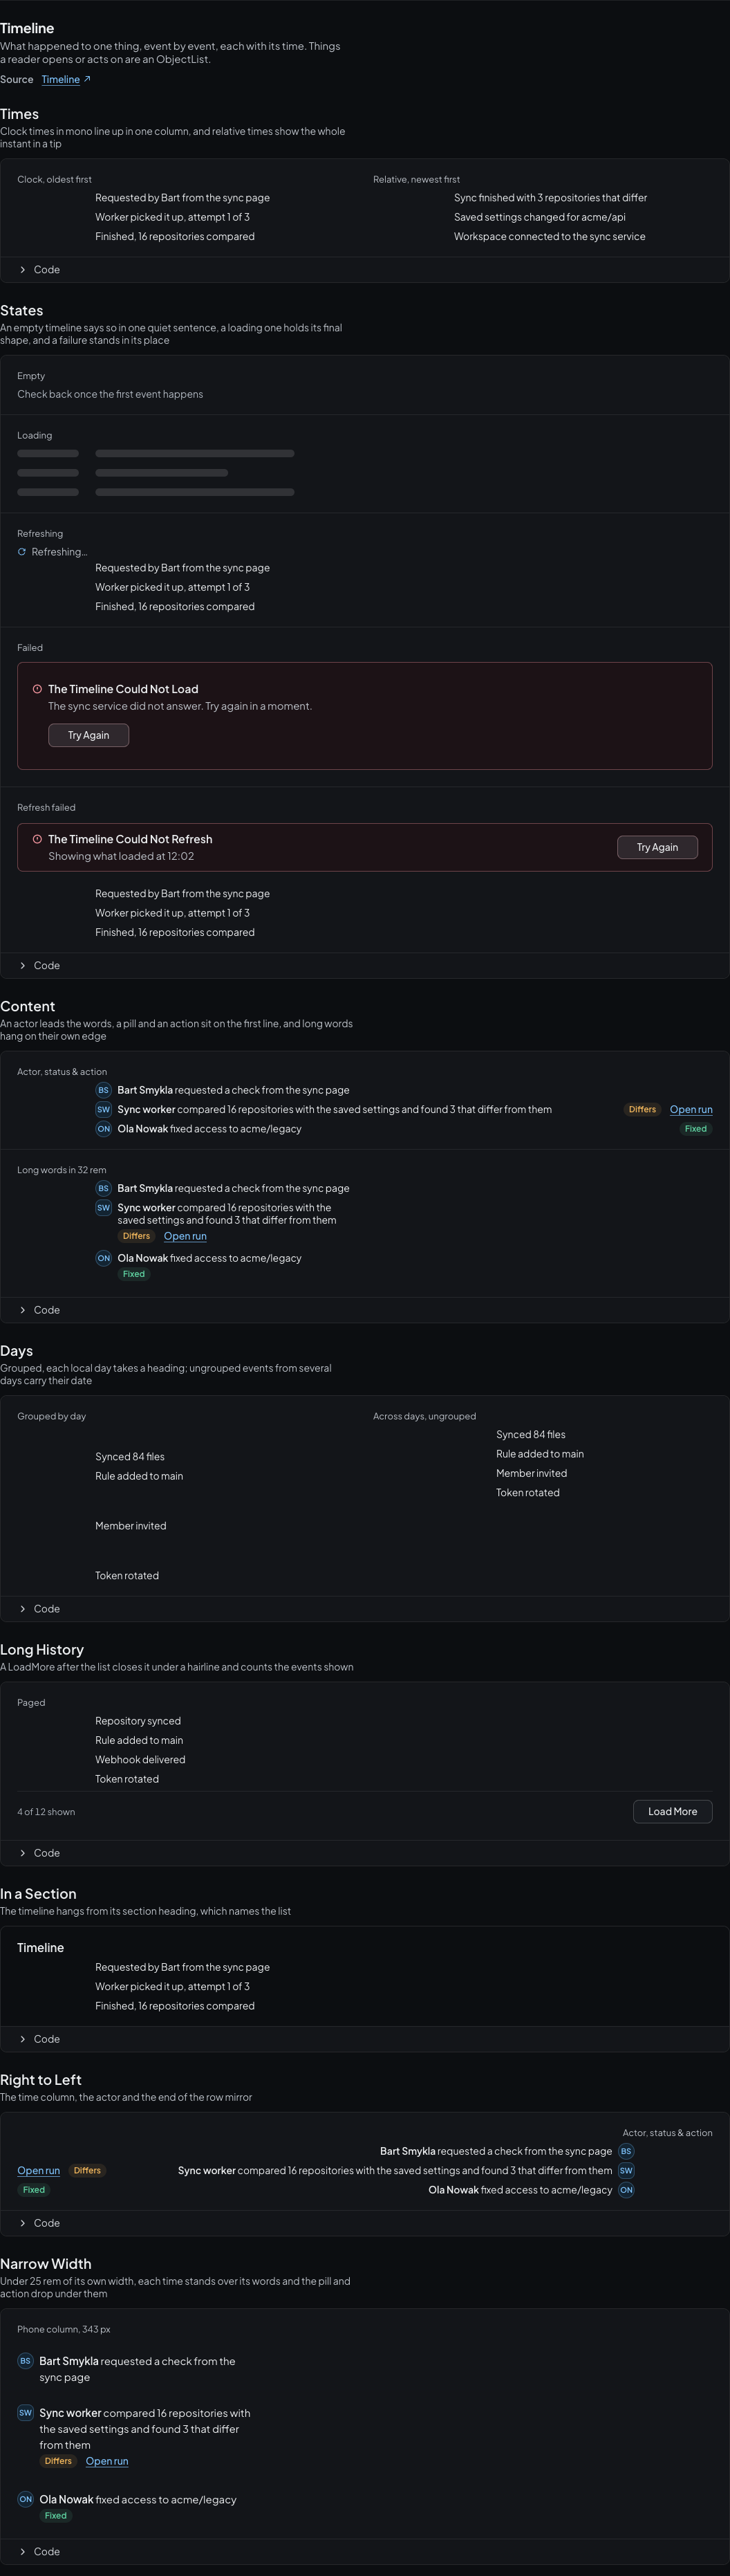 Timeline
What happened to one thing, event by event, each with its time. Things
a reader opens or acts on are an ObjectList.
Source Timeline ↗
Times
Clock times in mono line up in one column, and relative times show the whole
instant in a tip
Clock, oldest first
Requested by Bart from the sync page
Worker picked it up, attempt 1 of 3
Finished, 16 repositories compared
Relative, newest first
Sync finished with 3 repositories that differ
Saved settings changed for acme/api
Workspace connected to the sync service
Code
States
An empty timeline says so in one quiet sentence, a loading one holds its final
shape, and a failure stands in its place
Empty
Check back once the first event happens
Loading
Refreshing
Refreshing...
Requested by Bart from the sync page
Worker picked it up, attempt 1 of 3
Finished, 16 repositories compared
Failed
The Timeline Could Not Load
The sync service did not answer. Try again in a moment.
Try Again
Refresh failed
The Timeline Could Not Refresh
Showing what loaded at 12:02
Try Again
Requested by Bart from the sync page
Worker picked it up, attempt 1 of 3
Finished, 16 repositories compared
Code
Content
An actor leads the words, a pill and an action sit on the first line, and long words
hang on their own edge
Actor, status & action
BS Bart Smykla requested a check from the sync page
SW Sync worker compared 16 repositories with the saved settings and found 3 that differ from them Differs Open run
ON Ola Nowak fixed access to acme/legacy Fixed
Long words in 32 rem
BS Bart Smykla requested a check from the sync page
SW Sync worker compared 16 repositories with the
saved settings and found 3 that differ from them
Differs Open run
ON Ola Nowak fixed access to acme/legacy
Fixed
Code
Days
Grouped, each local day takes a heading; ungrouped events from several
days carry their date
Grouped by day
Synced 84 files
Rule added to main
Member invited
Token rotated
Across days, ungrouped
Synced 84 files
Rule added to main
Member invited
Token rotated
Code
Long History
A LoadMore after the list closes it under a hairline and counts the events shown
Paged
Repository synced
Rule added to main
Webhook delivered
Token rotated
4 of 12 shown Load More
Code
In a Section
The timeline hangs from its section heading, which names the list
Timeline
Requested by Bart from the sync page
Worker picked it up, attempt 1 of 3
Finished, 16 repositories compared
Code
Right to Left
The time column, the actor and the end of the row mirror
Actor, status & action
Bart Smykla requested a check from the sync page BS
Open run Differs Sync worker compared 16 repositories with the saved settings and found 3 that differ from them SW
Fixed Ola Nowak fixed access to acme/legacy ON
Code
Narrow Width
Under 25 rem of its own width, each time stands over its words and the pill and
action drop under them
Phone column, 343 px
BS Bart Smykla requested a check from the
sync page
SW Sync worker compared 16 repositories with
the saved settings and found 3 that differ
from them
Differs Open run
ON Ola Nowak fixed access to acme/legacy
Fixed
Code